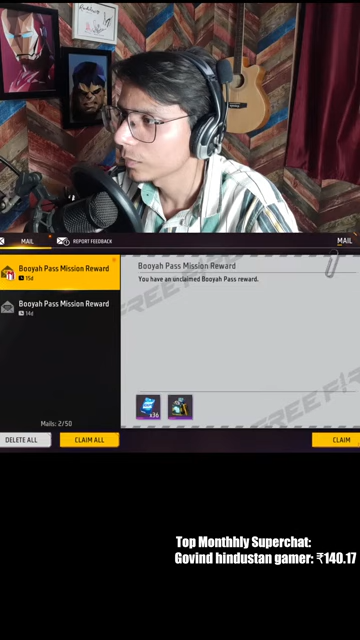 MAIL
REPORT FEEDBACK
MAIL
Booyah Pass Mission Reward
15d
Booyah Pass Mission Reward
14d
Booyah Pass Mission Reward
You have an unclaimed Booyah Pass reward.
FREE FIRE
x36
Mails: 2/50
DELETE ALL
CLAIM ALL
CLAIM
Top Monthhly Superchat:
Govind hindustan gamer: ₹140.17